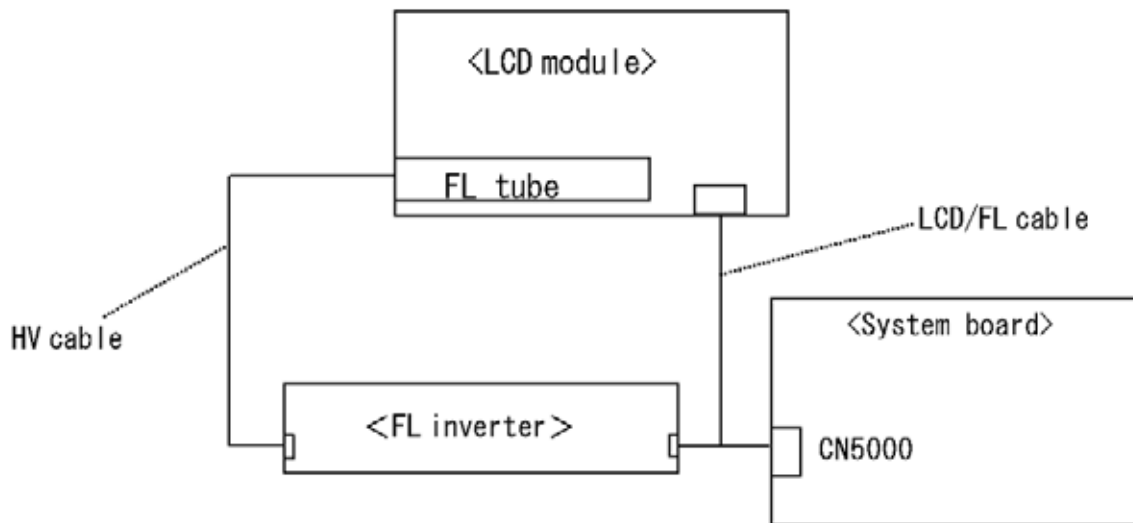 <LCD module>
FL tube
LCD/FL cable
HV cable
<System board>
<FL inverter>
CN5000